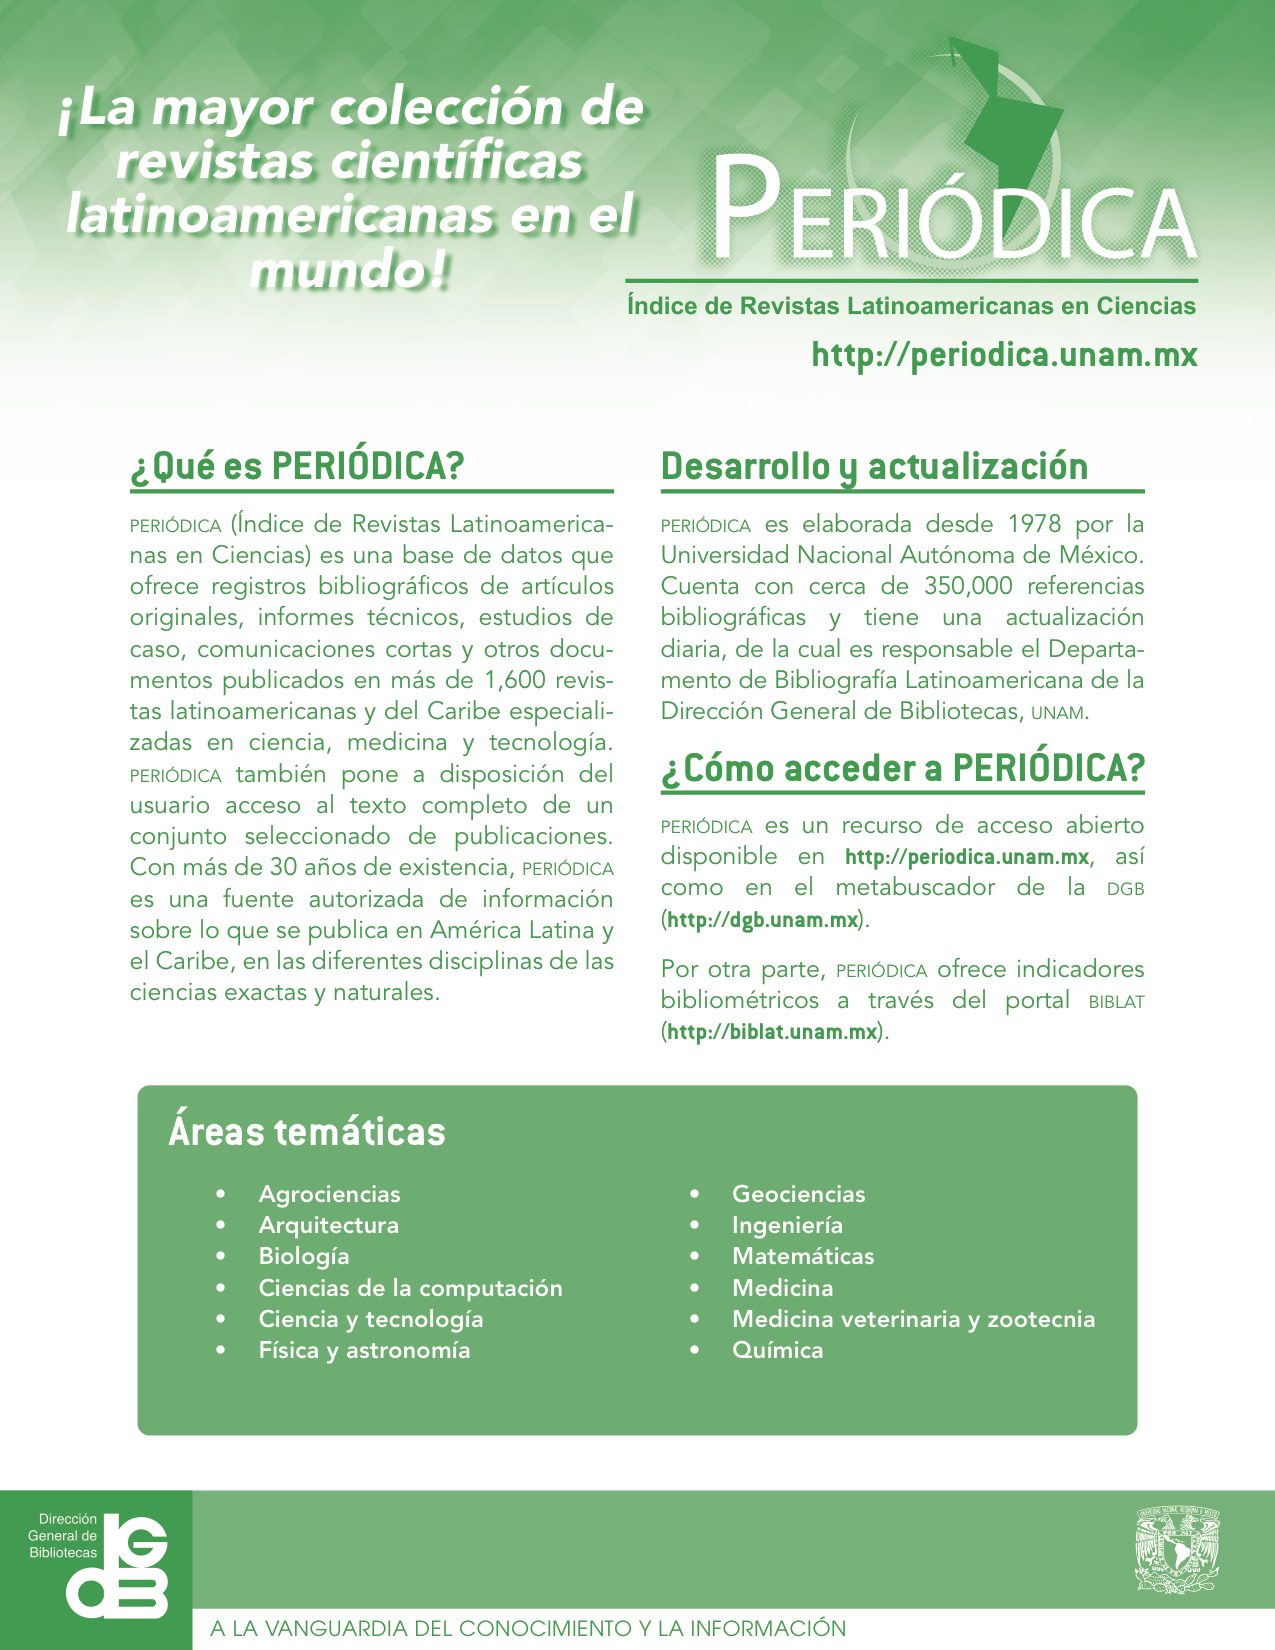 ¡La mayor colección de
revistas científicas
latinoamericanas en el
mundo!
PERIÓDICA
Índice de Revistas Latinoamericanas en Ciencias
http://periodica.unam.mx
¿Qué es PERIÓDICA?
PERIÓDICA (Índice de Revistas Latinoamerica-
nas en Ciencias) es una base de datos que
ofrece registros bibliográficos de artículos
originales, informes técnicos, estudios de
caso, comunicaciones cortas y otros docu-
mentos publicados en más de 1,600 revis-
tas latinoamericanas y del Caribe especiali-
zadas en ciencia, medicina y tecnología.
PERIÓDICA también pone a disposición del
usuario acceso al texto completo de un
conjunto seleccionado de publicaciones.
Con más de 30 años de existencia, PERIÓDICA
es una fuente autorizada de información
sobre lo que se publica en América Latina y
el Caribe, en las diferentes disciplinas de las
ciencias exactas y naturales.
Desarrollo y actualización
PERIÓDICA es elaborada desde 1978 por la
Universidad Nacional Autónoma de México.
Cuenta con cerca de 350,000 referencias
bibliográficas y tiene una actualización
diaria, de la cual es responsable el Departa-
mento de Bibliografía Latinoamericana de la
Dirección General de Bibliotecas, UNAM.
¿Cómo acceder a PERIÓDICA?
PERIÓDICA es un recurso de acceso abierto
disponible en http://periodica.unam.mx, así
como en el metabuscador de la DGB
(http://dgb.unam.mx).
Por otra parte, PERIÓDICA ofrece indicadores
bibliométricos a través del portal BIBLAT
(http://biblat.unam.mx).
Áreas temáticas
• Agrociencias
• Arquitectura
• Biología
• Ciencias de la computación
• Ciencia y tecnología
• Física y astronomía
• Geociencias
• Ingeniería
• Matemáticas
• Medicina
• Medicina veterinaria y zootecnia
• Química
Dirección
General de
Bibliotecas
DGB
A LA VANGUARDIA DEL CONOCIMIENTO Y LA INFORMACIÓN